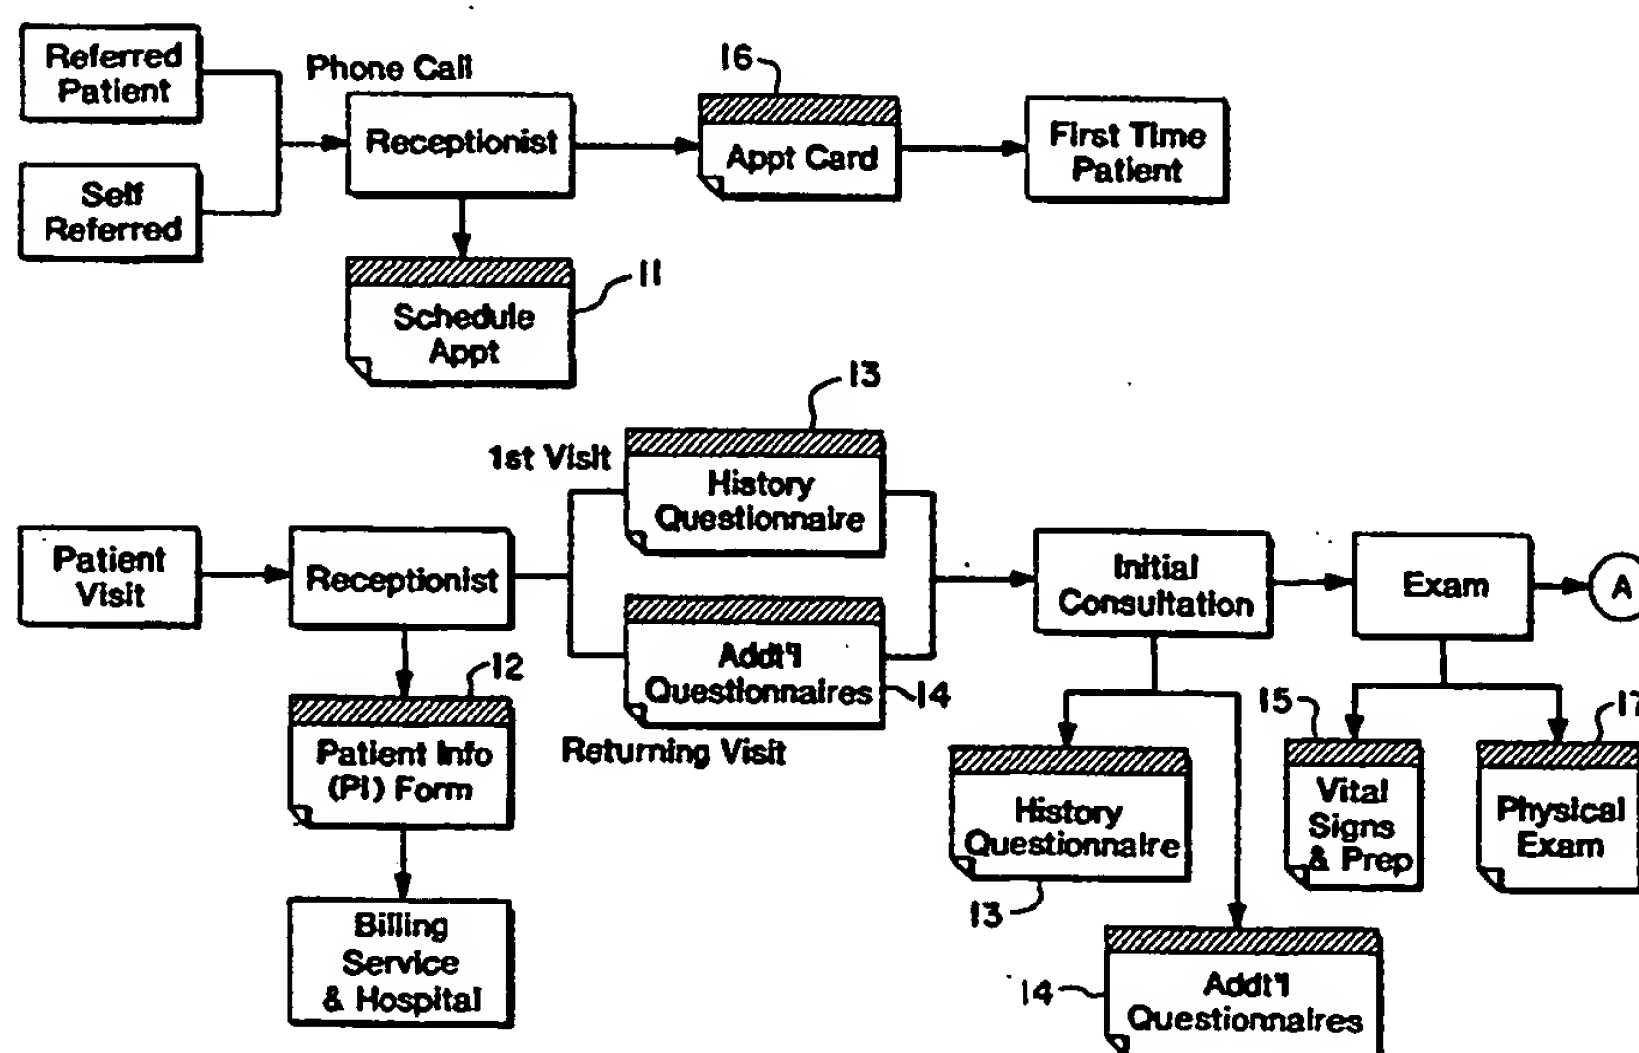 Referred
Patient
Phone Call
Receptionist
16
Appt Card
First Time
Patient
Self
Referred
11
Schedule
Appt
13
1st Visit
History
Questionnaire
Patient
Visit
Receptionist
Initial
Consultation
Exam
A
12
Addt'l
Questionnaires
14
Returning Visit
Patient Info
(PI) Form
15
17
Vital
Signs
& Prep
Physical
Exam
History
Questionnaire
13
Billing
Service
& Hospital
14
Addt'l
Questionnaires